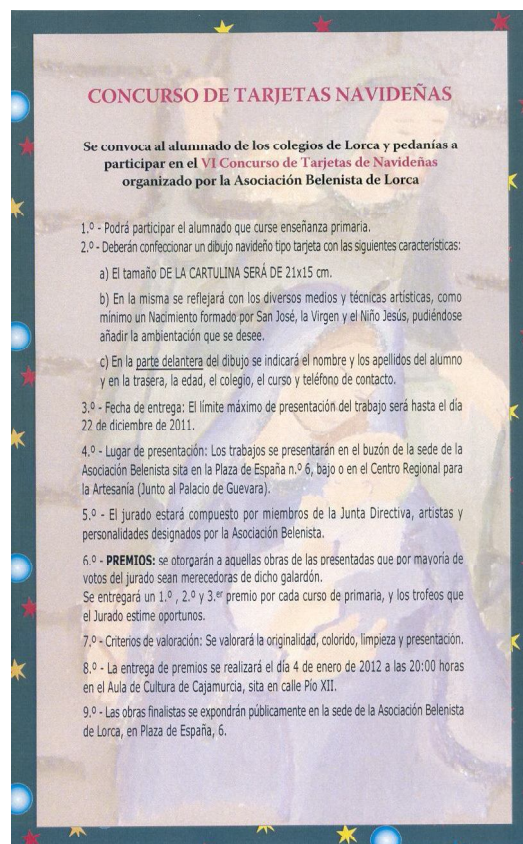 CONCURSO DE TARJETAS NAVIDEÑAS
Se convoca al alumnado de los colegios de Lorca y pedanías a
participar en el VI Concurso de Tarjetas de Navideñas
organizado por la Asociación Belenista de Lorca
1.º - Podrá participar el alumnado que curse enseñanza primaria.
2.º - Deberán confeccionar un dibujo navideño tipo tarjeta con las siguientes características:
a) El tamaño DE LA CARTULINA SERÁ DE 21x15 cm.
b) En la misma se reflejará con los diversos medios y técnicas artísticas, como
mínimo un Nacimiento formado por San José, la Virgen y el Niño Jesús, pudiéndose
añadir la ambientación que se desee.
c) En la parte delantera del dibujo se indicará el nombre y los apellidos del alumno
y en la trasera, la edad, el colegio, el curso y teléfono de contacto.
3.º - Fecha de entrega: El límite máximo de presentación del trabajo será hasta el día
22 de diciembre de 2011.
4.º - Lugar de presentación: Los trabajos se presentarán en el buzón de la sede de la
Asociación Belenista sita en la Plaza de España n.º 6, bajo o en el Centro Regional para
la Artesanía (Junto al Palacio de Guevara).
5.º - El jurado estará compuesto por miembros de la Junta Directiva, artistas y
personalidades designados por la Asociación Belenista.
6.º - PREMIOS: se otorgarán a aquellas obras de las presentadas que por mayoría de
votos del jurado sean merecedoras de dicho galardón.
Se entregará un 1.º , 2.º y 3.er premio por cada curso de primaria, y los trofeos que
el Jurado estime oportunos.
7.º - Criterios de valoración: Se valorará la originalidad, colorido, limpieza y presentación.
8.º - La entrega de premios se realizará el día 4 de enero de 2012 a las 20:00 horas
en el Aula de Cultura de Cajamurcia, sita en calle Pío XII.
9.º - Las obras finalistas se expondrán públicamente en la sede de la Asociación Belenista
de Lorca, en Plaza de España, 6.